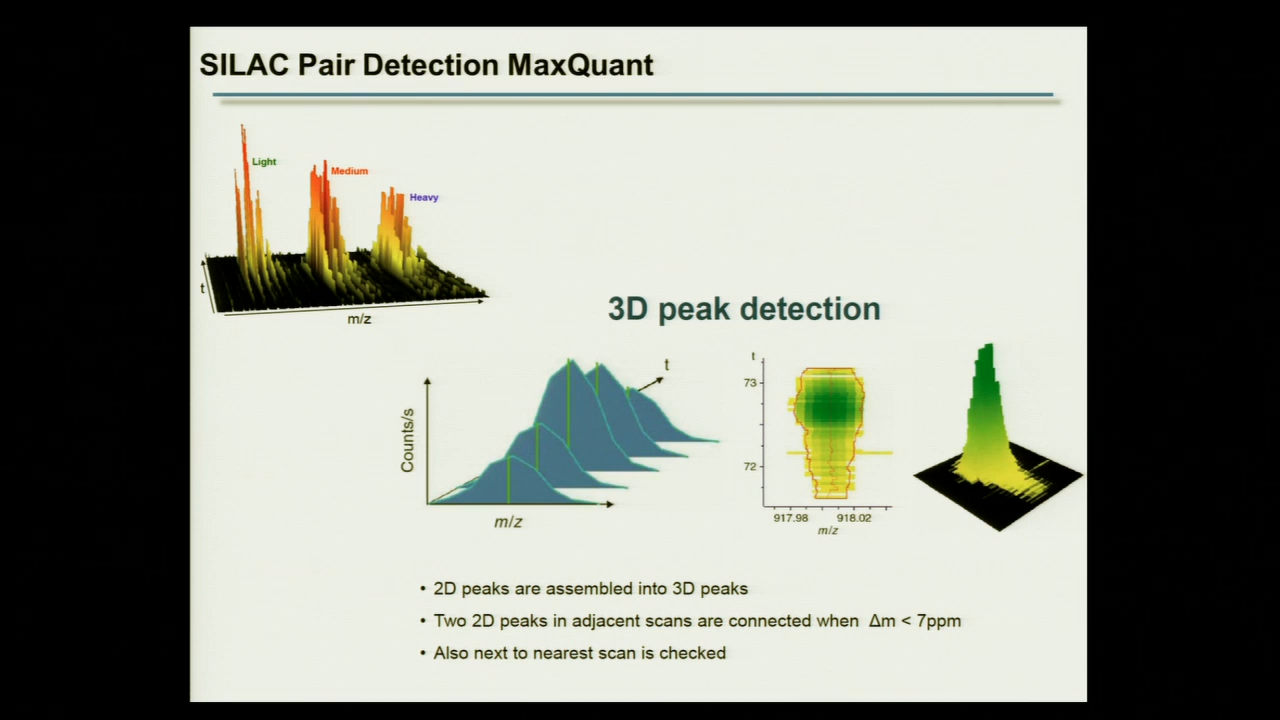 SILAC Pair Detection MaxQuant
Light
Medium
Heavy
t
m/z
3D peak detection
Counts/s
t
m/z
t
73
72
917.98 918.02
m/z
• 2D peaks are assembled into 3D peaks
• Two 2D peaks in adjacent scans are connected when Δm < 7ppm
• Also next to nearest scan is checked